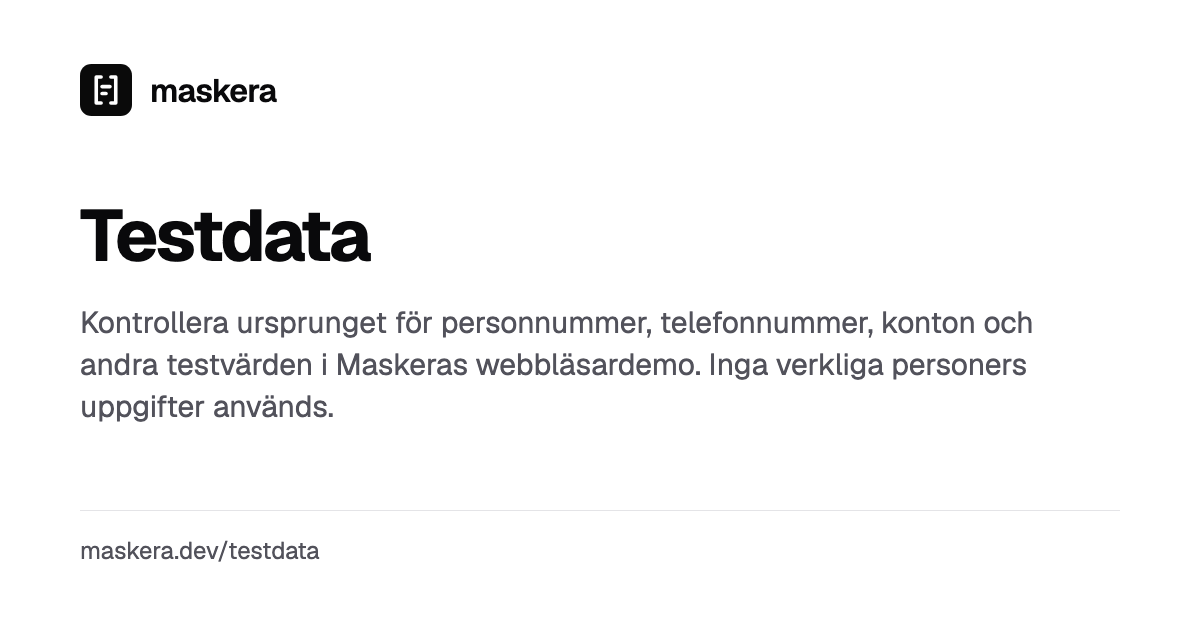 maskera
Testdata
Kontrollera ursprunget för personnummer, telefonnummer, konton och
andra testvärden i Maskeras webbläsardemo. Inga verkliga personers
uppgifter används.
maskera.dev/testdata